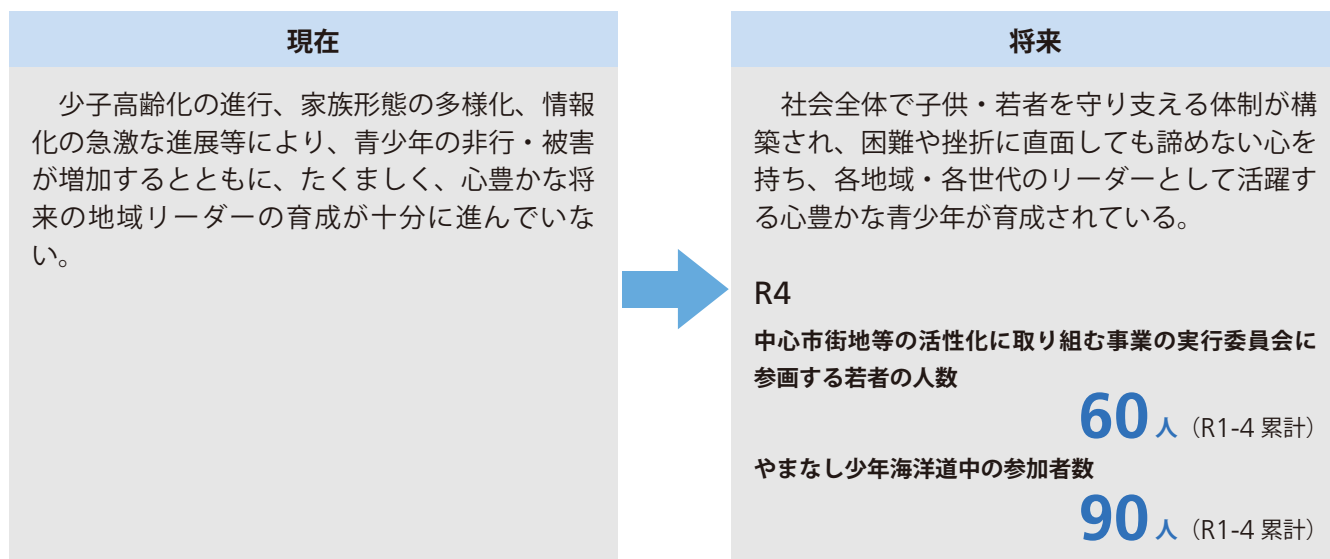 現在
少子高齢化の進行、家族形態の多様化、情報
化の急激な進展等により、青少年の非行・被害
が増加するとともに、たくましく、心豊かな将
来の地域リーダーの育成が十分に進んでいな
い。
将来
社会全体で子供・若者を守り支える体制が構
築され、困難や挫折に直面しても諦めない心を
持ち、各地域・各世代のリーダーとして活躍す
る心豊かな青少年が育成されている。
R4
中心市街地等の活性化に取り組む事業の実行委員会に
参画する若者の人数
60人（R1-4 累計）
やまなし少年海洋道中の参加者数
90人（R1-4 累計）